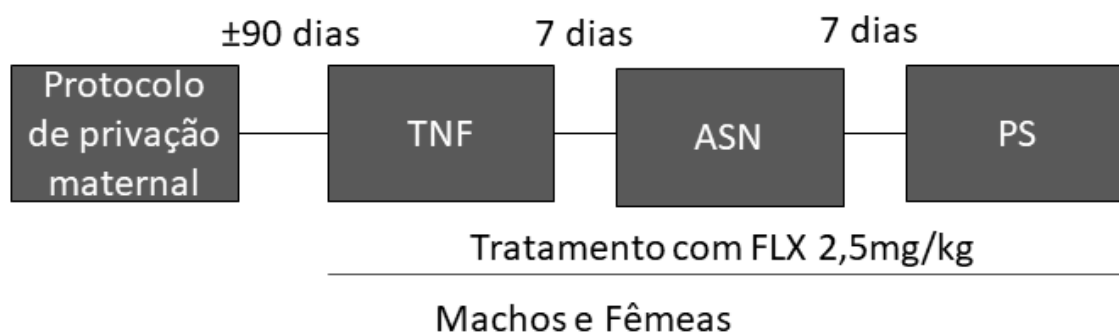 ±90 dias
7 dias
7 dias
Protocolo
de privação
maternal
TNF
ASN
PS
Tratamento com FLX 2,5mg/kg
Machos e Fêmeas